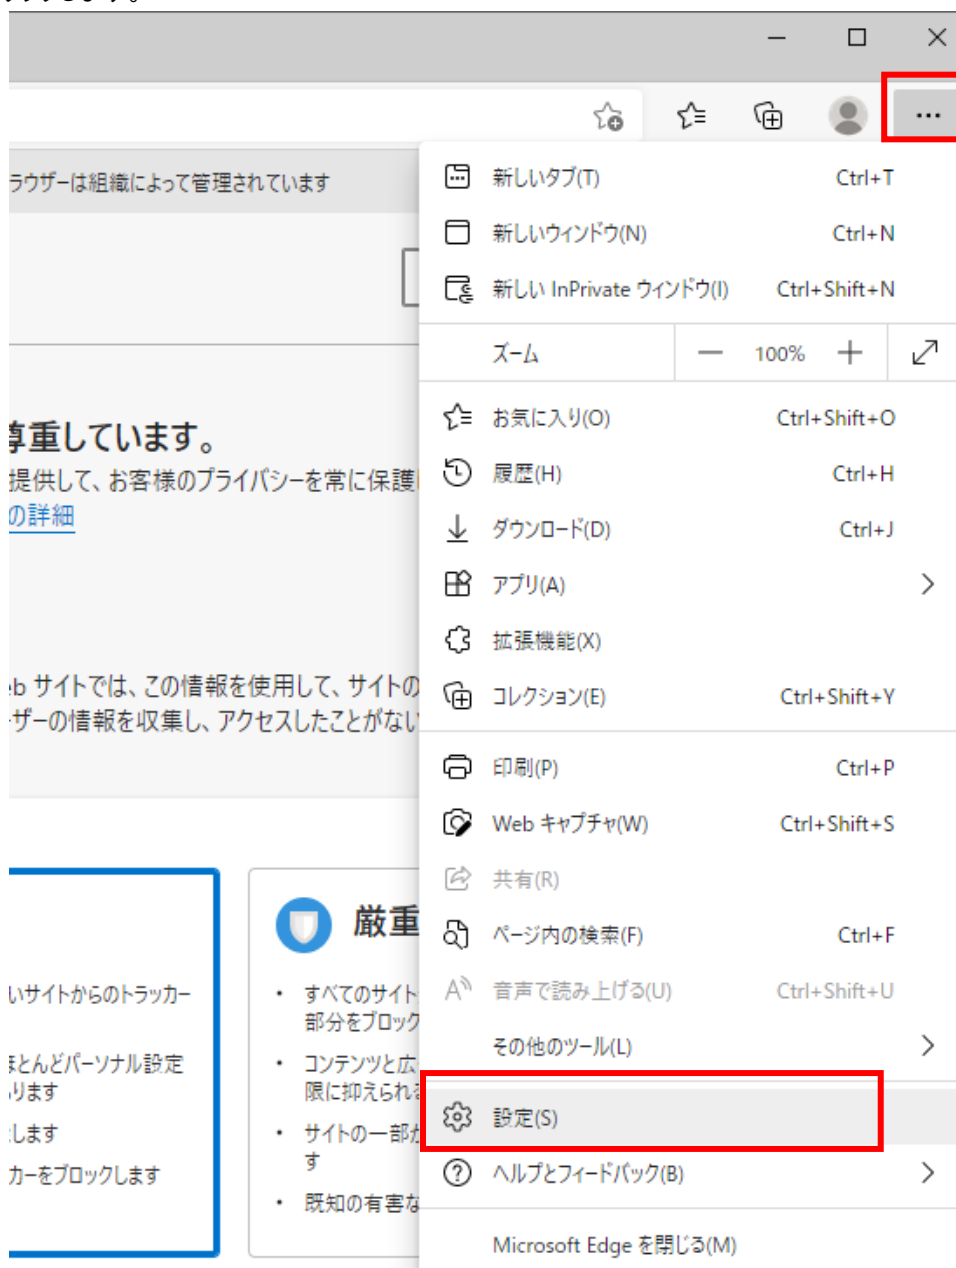 ックします。
ラウザーは組織によって管理されています
尊重しています。
提供して、お客様のプライバシーを常に保護
の詳細
eb サイトでは、この情報を使用して、サイトの
ーザーの情報を収集し、アクセスしたことがない
いサイトからのトラッカー
ほとんどパーソナル設定
ります
します
カーをブロックします
厳重
• すべてのサイト
部分をブロック
• コンテンツと広
限に抑えられ
• サイトの一部が
す
• 既知の有害な
新しいタブ(T) Ctrl+T
新しいウィンドウ(N) Ctrl+N
新しい InPrivate ウィンドウ(I) Ctrl+Shift+N
ズーム — 100% +
お気に入り(O) Ctrl+Shift+O
履歴(H) Ctrl+H
ダウンロード(D) Ctrl+J
アプリ(A)
拡張機能(X)
コレクション(E) Ctrl+Shift+Y
印刷(P) Ctrl+P
Web キャプチャ(W) Ctrl+Shift+S
共有(R)
ページ内の検索(F) Ctrl+F
音声で読み上げる(U) Ctrl+Shift+U
その他のツール(L)
設定(S)
ヘルプとフィードバック(B)
Microsoft Edge を閉じる(M)